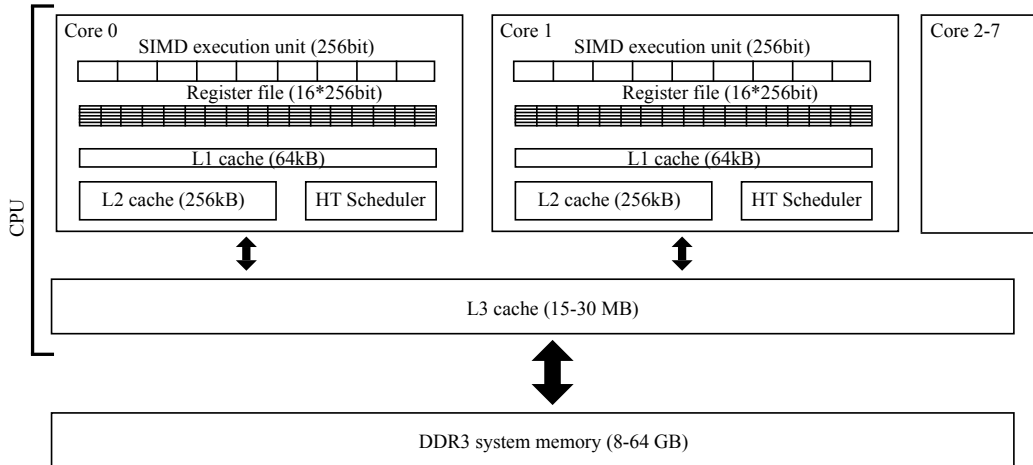 Core 0
SIMD execution unit (256bit)
Register file (16*256bit)
L1 cache (64kB)
L2 cache (256kB)
HT Scheduler
Core 1
SIMD execution unit (256bit)
Register file (16*256bit)
L1 cache (64kB)
L2 cache (256kB)
HT Scheduler
Core 2-7
CPU
L3 cache (15-30 MB)
DDR3 system memory (8-64 GB)